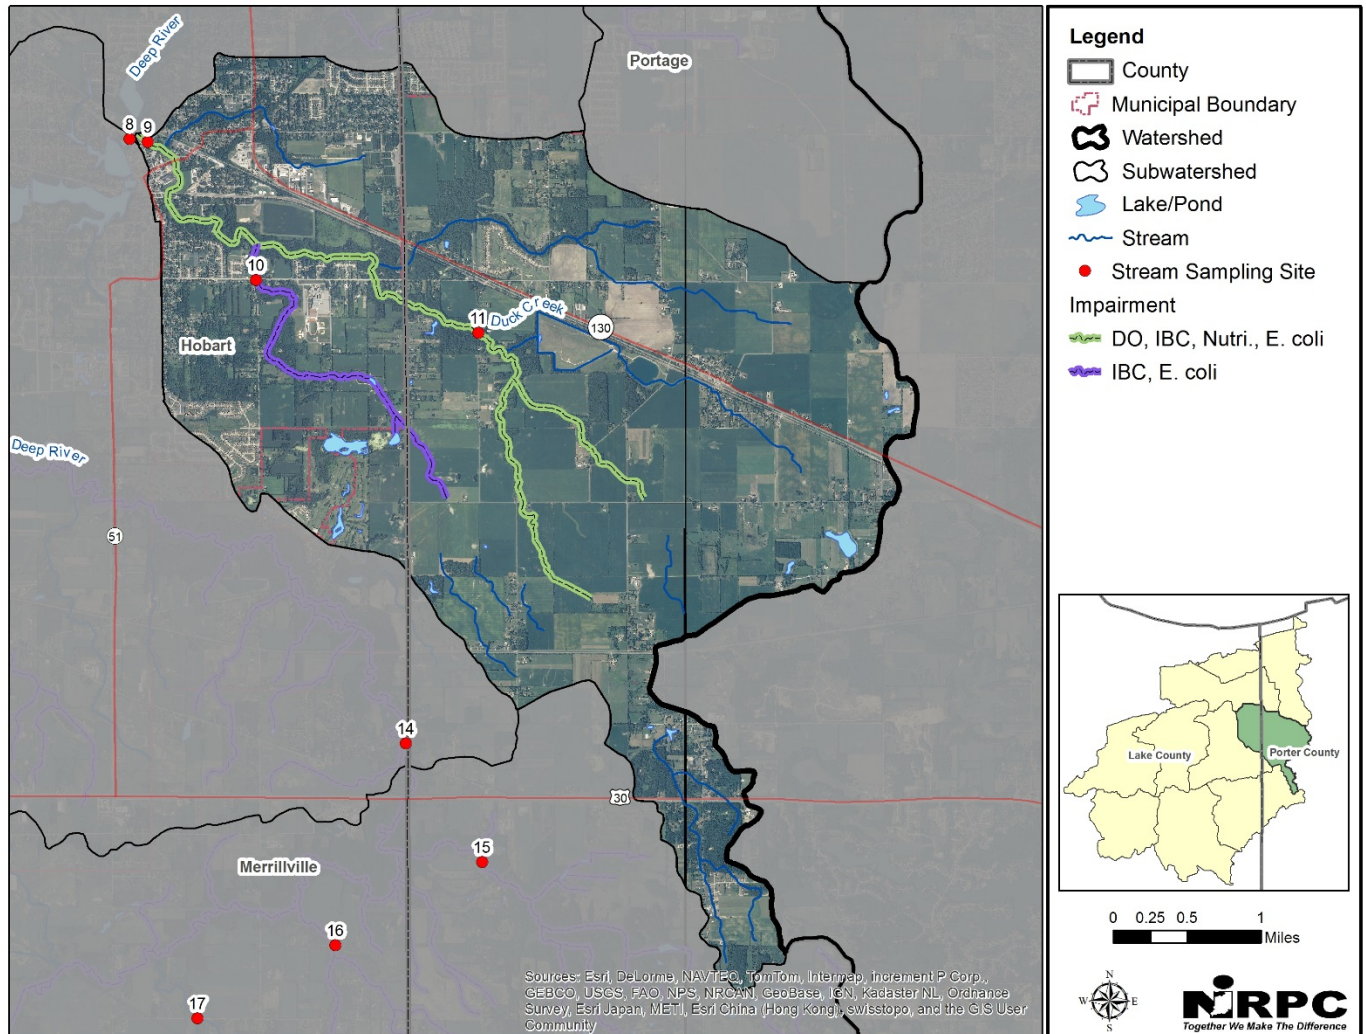 Deep River
Portage
8
9
10
Hobart
11
Duck Creek
130
Deep River
51
14
30
15
Merrillville
16
17
Sources: Esri, DeLorme, NAVTEQ, TomTom, Intermap, increment P Corp.,
GEBCO, USGS, FAO, NPS, NRCAN, GeoBase, IGN, Kadaster NL, Ordnance
Survey, Esri Japan, METI, Esri China (Hong Kong), swisstopo, and the GIS User
Community
Legend
County
Municipal Boundary
Watershed
Subwatershed
Lake/Pond
Stream
Stream Sampling Site
Impairment
DO, IBC, Nutri., E. coli
IBC, E. coli
Lake County
Porter County
0 0.25 0.5 1
Miles
N
W E
S
NIRPC
Together We Make The Difference